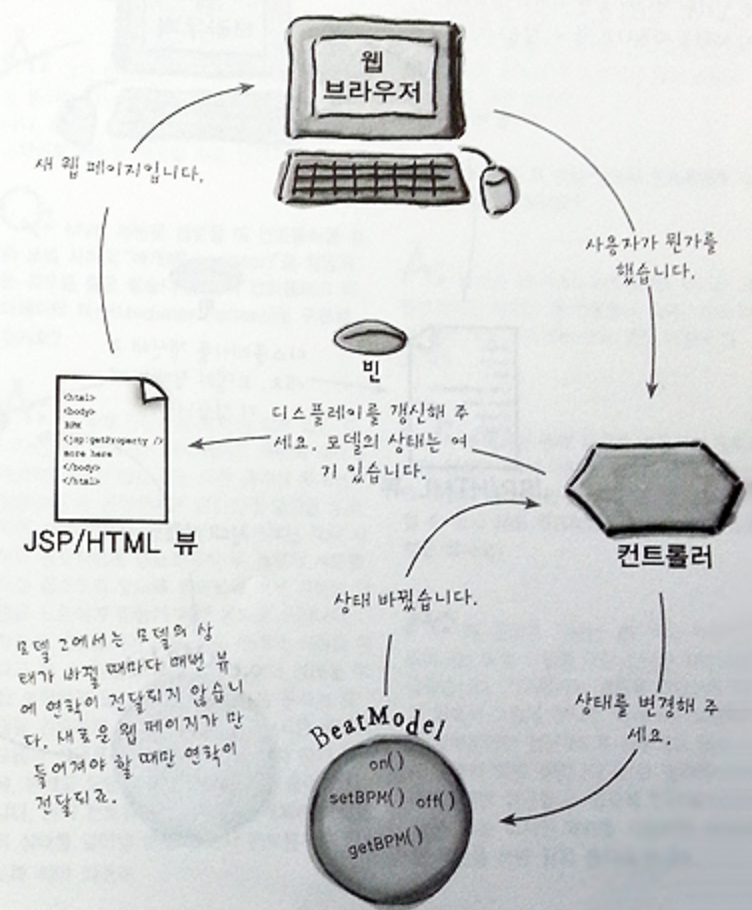 웹
브라우저
새 웹 페이지입니다.
사용자가 뭔가를
했습니다.
빈
<html>
<body>
BPM
<jsp:getProperty />
more here
</body>
</html>
디스플레이를 갱신해 주
세요. 모델의 상태는 여
기 있습니다.
JSP/HTML 뷰
컨트롤러
상태 바꿨습니다.
모델 2에서는 모델의 상
태가 바뀔 때마다 매번 뷰
에 연락이 전달되지 않습니
다. 새로운 웹 페이지가 만
들어져야 할 때만 연락이
전달되죠.
상태를 변경해 주
세요.
BeatModel
on()
setBPM() off()
getBPM()